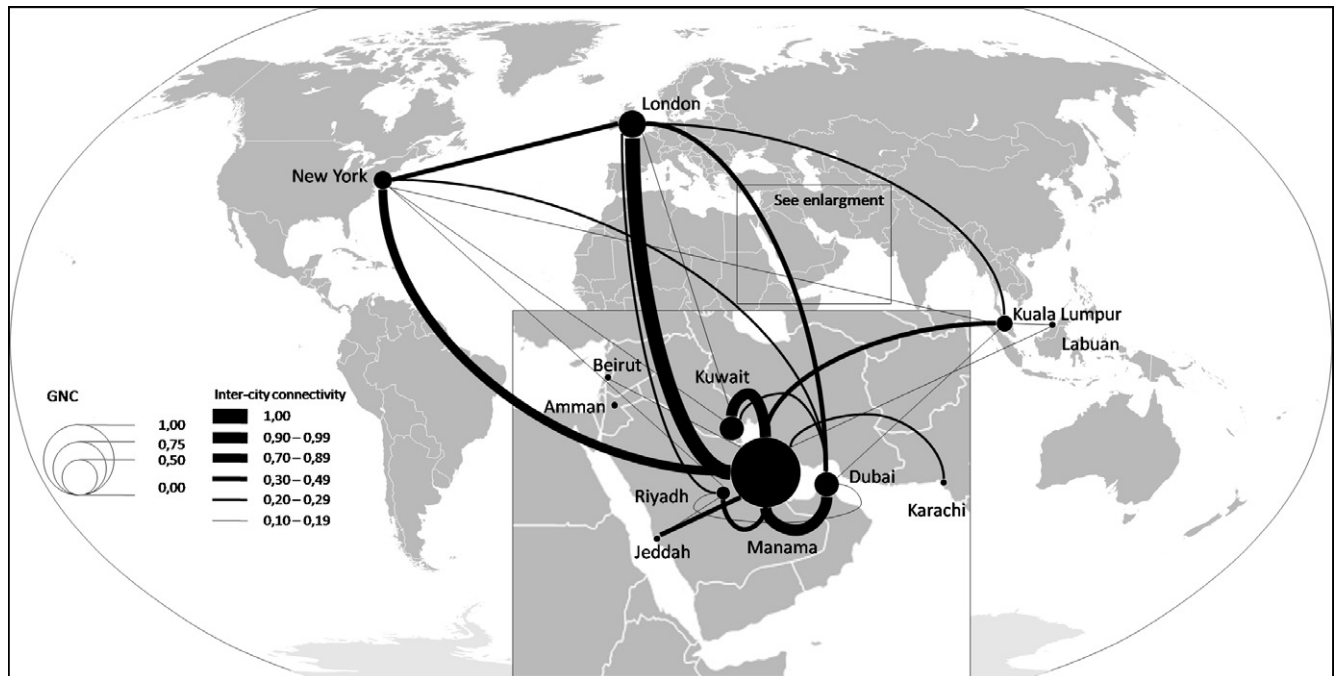 London
New York
See enlargment
Kuala Lumpur
Labuan
Beirut
Kuwait
Amman
GNC
1,00
0,75
0,50
0,00
Inter-city connectivity
1,00
0,90 – 0,99
0,70 – 0,89
0,30 – 0,49
0,20 – 0,29
0,10 – 0,19
Riyadh
Dubai
Karachi
Jeddah
Manama